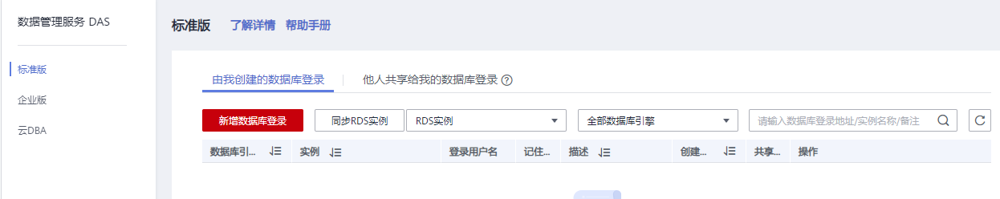 数据管理服务 DAS
标准版
企业版
云DBA
标准版 了解详情 帮助手册
由我创建的数据库登录 他人共享给我的数据库登录
新增数据库登录 同步RDS实例 RDS实例 全部数据库引擎 请输入数据库登录地址/实例名称/备注
数据库引... 实例 登录用户名 记住... 描述 创建... 共享... 操作